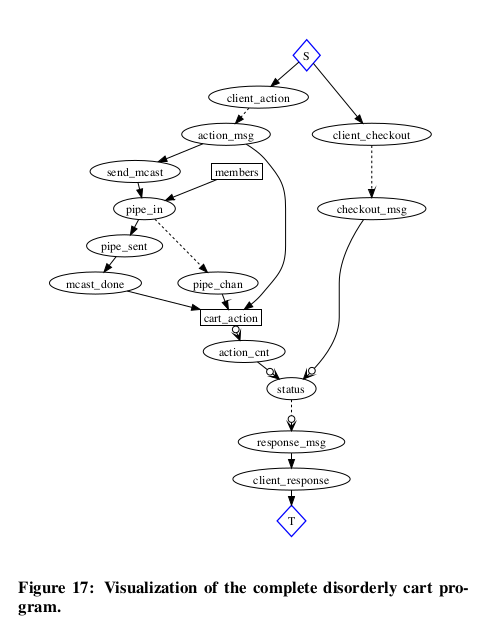 S
client_action
action_msg
client_checkout
send_mcast
members
pipe_in
checkout_msg
pipe_sent
mcast_done
pipe_chan
cart_action
action_cnt
status
response_msg
client_response
T
Figure 17: Visualization of the complete disorderly cart pro-
gram.